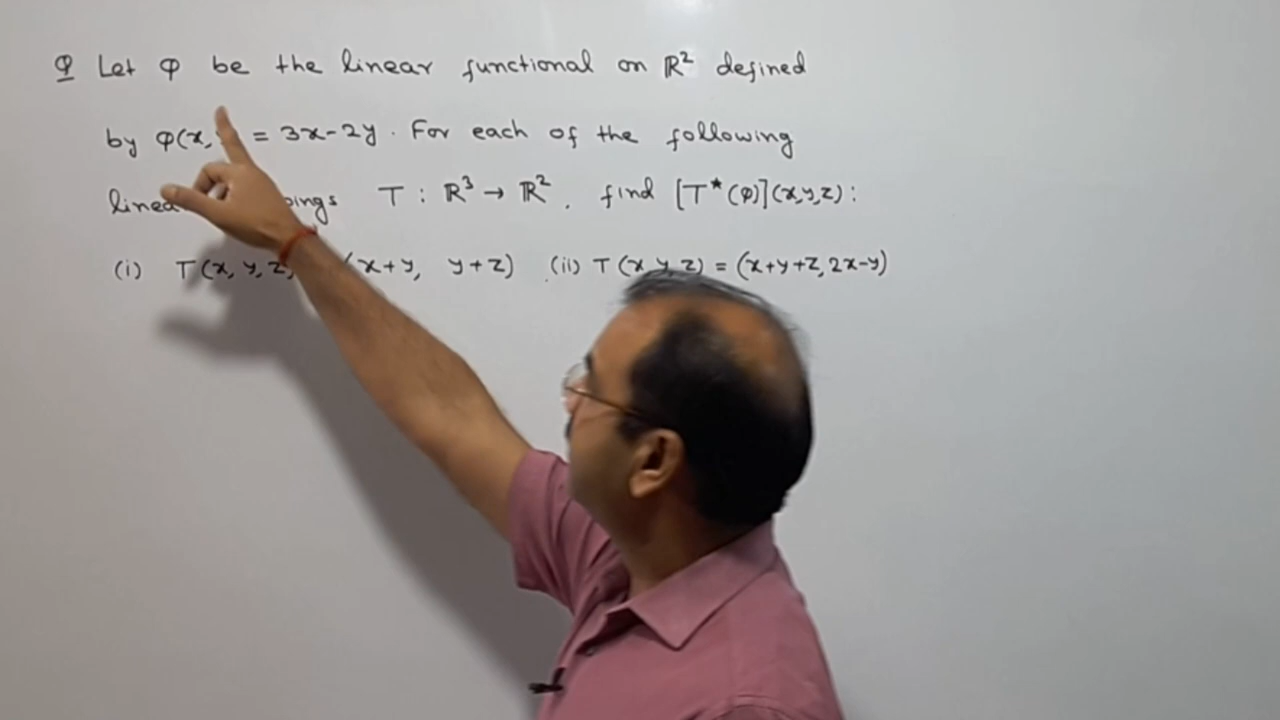 Q Let φ be the linear functional on ℝ² defined
by φ(x, = 3x-2y. For each of the following
T : ℝ³ → ℝ², find [T*(φ)](x,y,z):
(i) T(x, y, z, (x+y, y+z) (ii) T(x, y, z) = (x+y+z, 2x-y)